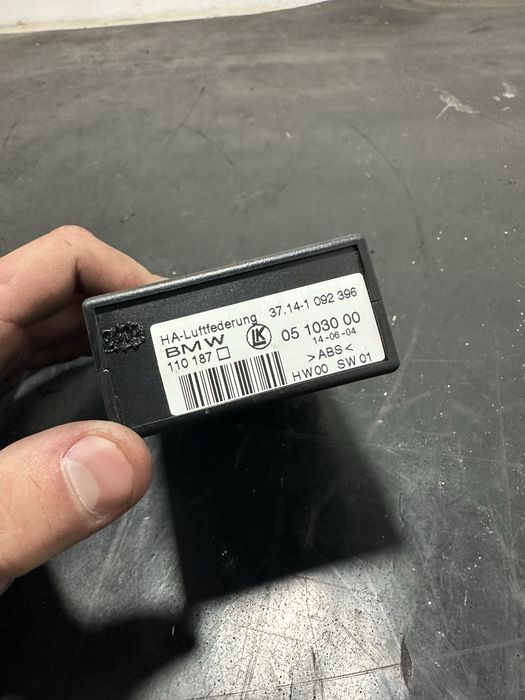 HA-Luftfederung 37.14-1 092 396
BMW LK 05 1030 00
110 187 14-06-04
>ABS<
HW00 SW01